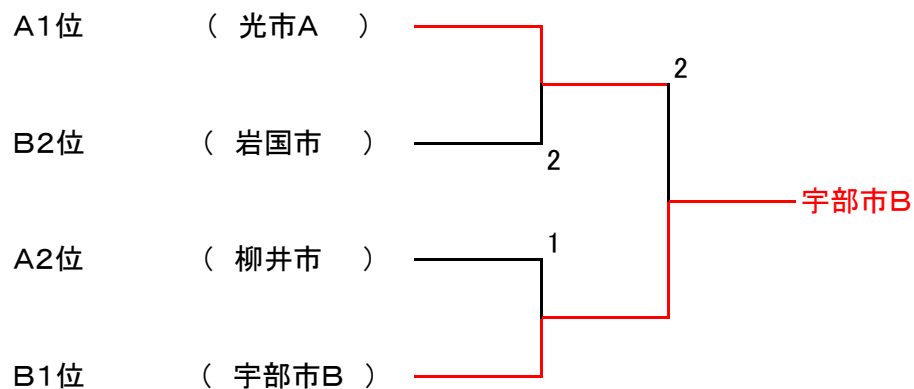 A1位 （ 光市A ）
2
B2位 （ 岩国市 ）
2
宇部市B
A2位 （ 柳井市 ）
1
B1位 （ 宇部市B ）